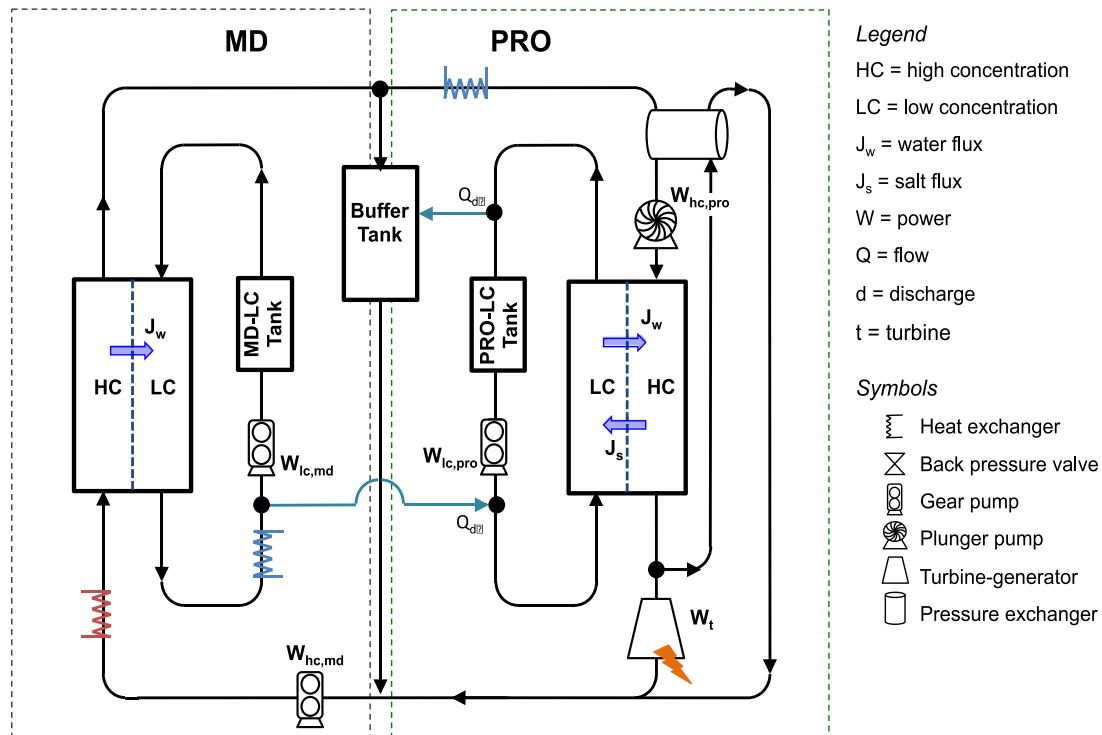 MD
PRO
Legend
HC = high concentration
LC = low concentration
Jw = water flux
Js = salt flux
W = power
Q = flow
d = discharge
t = turbine
Symbols
Heat exchanger
Back pressure valve
Gear pump
Plunger pump
Turbine-generator
Pressure exchanger
Whc,pro
Qd
Buffer
Tank
MD-LC
Tank
PRO-LC
Tank
Jw
HC
LC
Jw
LC
HC
Js
Wlc,md
Wlc,pro
Qd
Wt
Whc,md